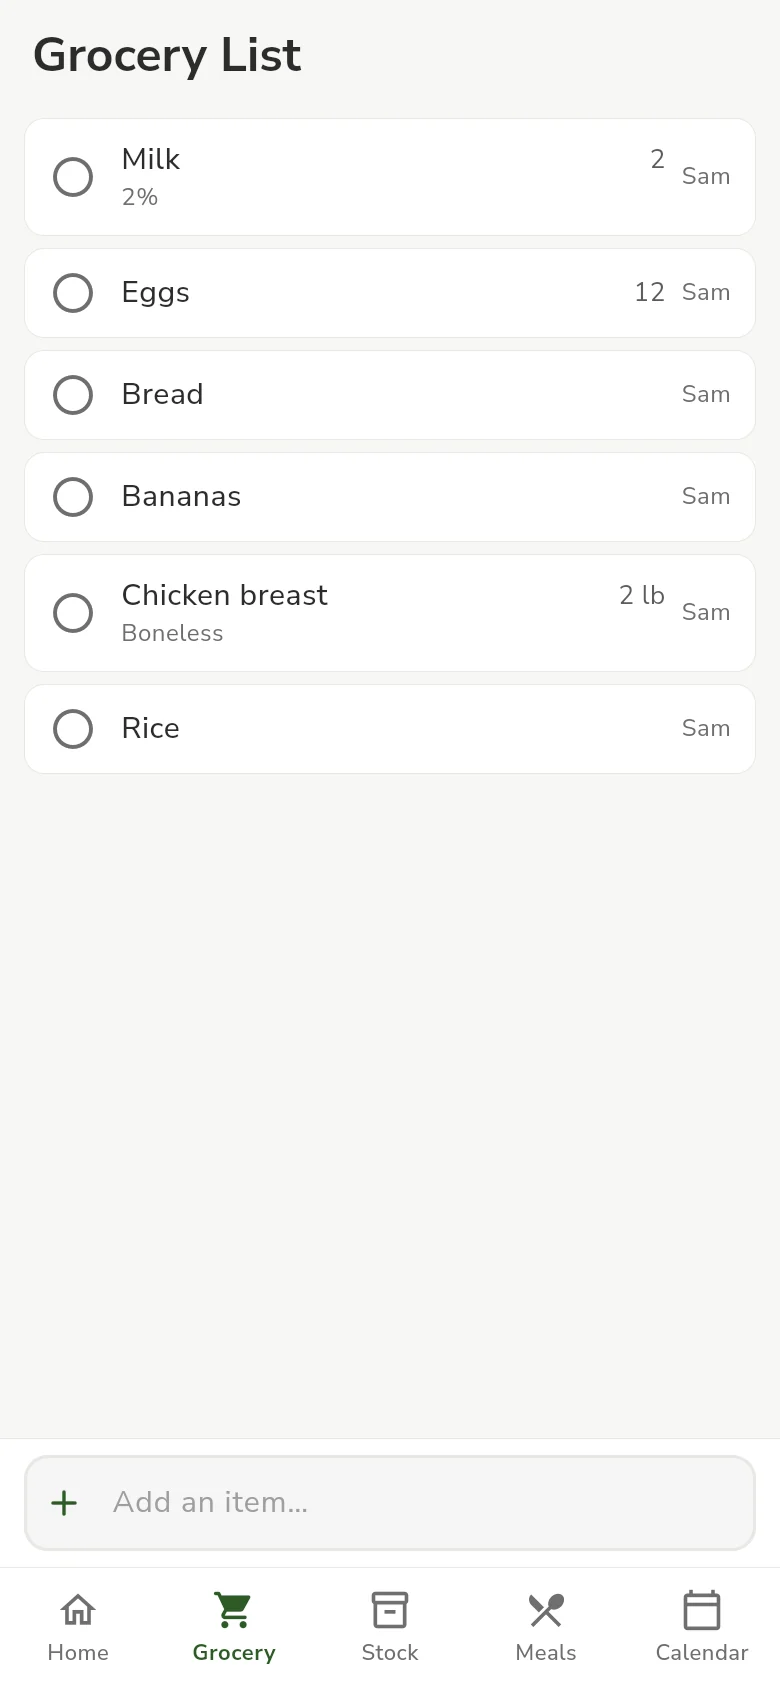 Grocery List
Milk 2 Sam
2%
Eggs 12 Sam
Bread Sam
Bananas Sam
Chicken breast 2 lb Sam
Boneless
Rice Sam
Add an item...
Home Grocery Stock Meals Calendar